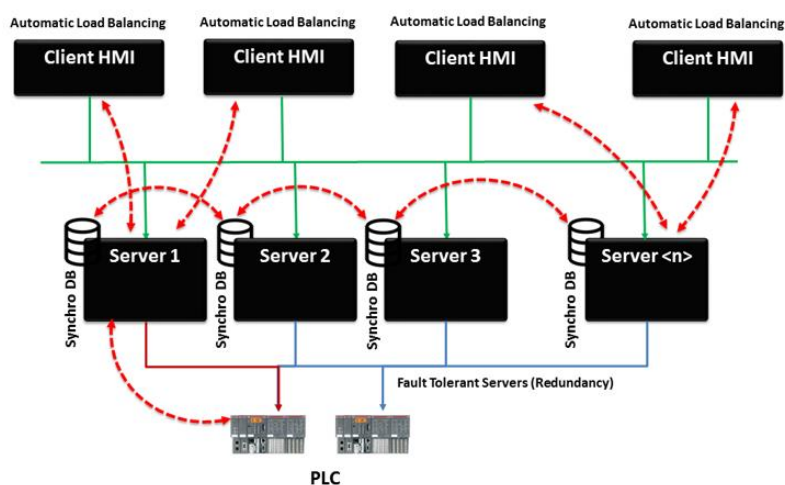 Automatic Load Balancing
Automatic Load Balancing
Automatic Load Balancing
Automatic Load Balancing
Client HMI
Client HMI
Client HMI
Client HMI
Synchro DB
Server 1
Synchro DB
Server 2
Synchro DB
Server 3
Synchro DB
Server <n>
Fault Tolerant Servers (Redundancy)
PLC